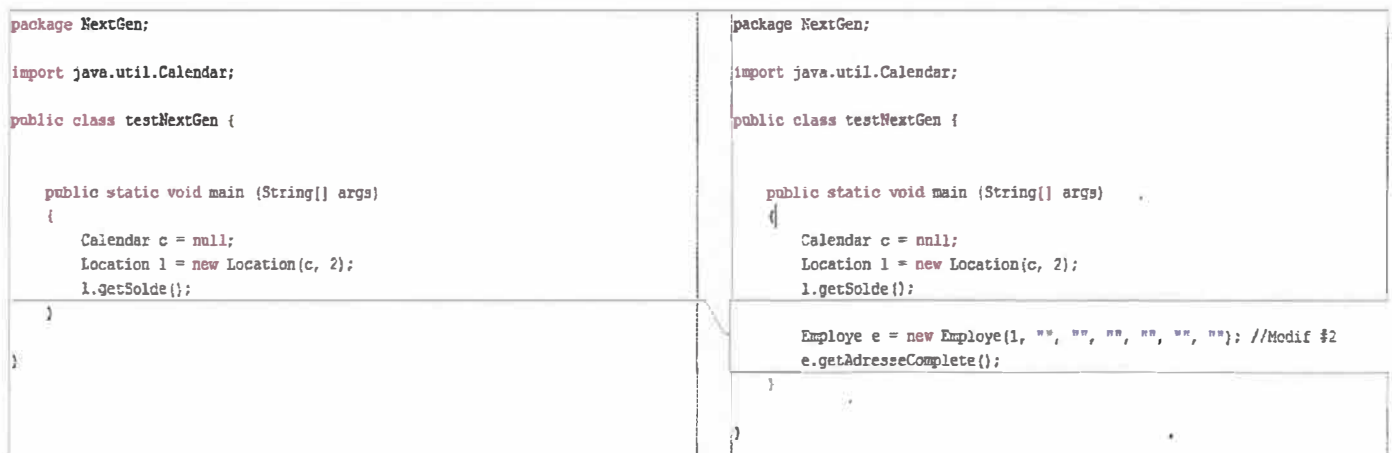 package NextGen;
import java.util.Calendar;
public class testNextGen {
public static void main (String[] args)
{
Calendar c = null;
Location l = new Location(c, 2);
l.getSolde();
}
}
package NextGen;
import java.util.Calendar;
public class testNextGen {
public static void main (String[] args)
{
Calendar c = null;
Location l = new Location(c, 2);
l.getSolde();
Employe e = new Employe(1, "", "", "", "", "", ""); //Modif #2
e.getAdresseComplete();
}
}